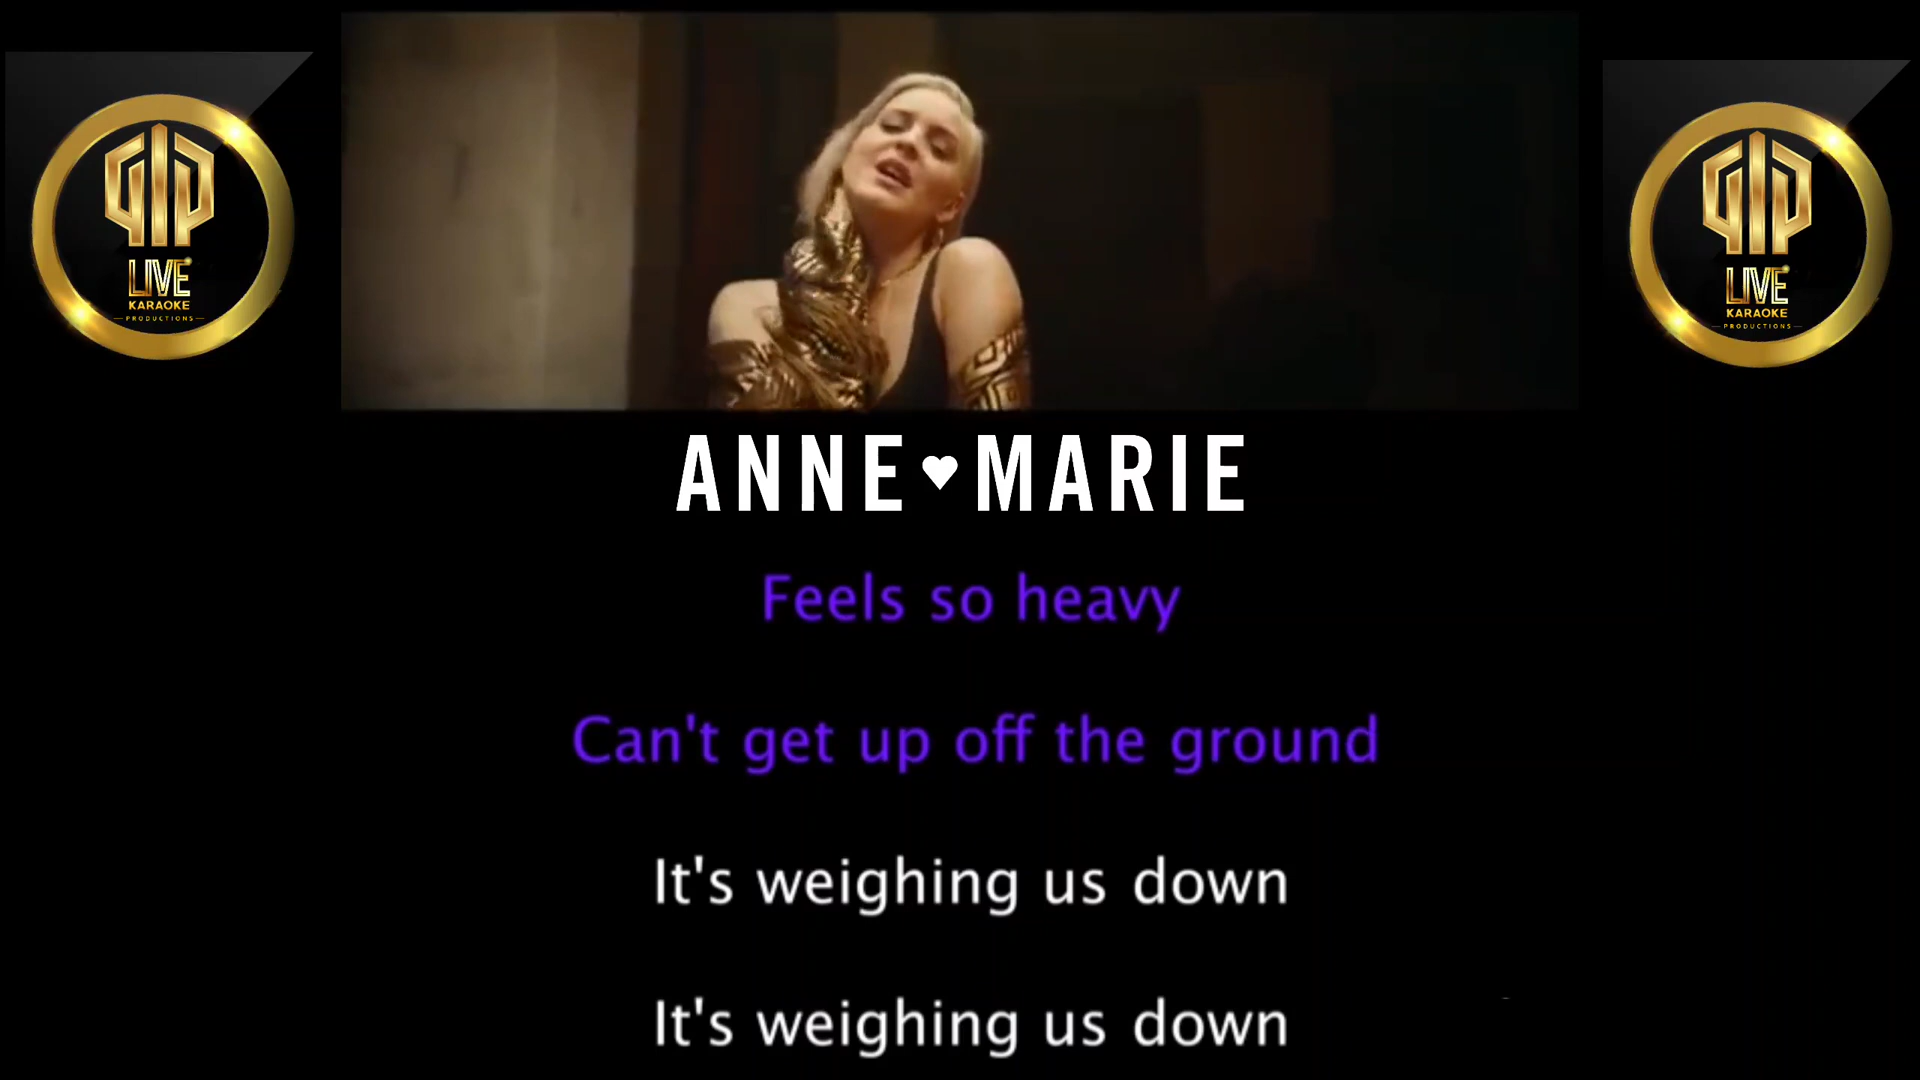 LIVE
KARAOKE
PRODUCTIONS
LIVE
KARAOKE
PRODUCTIONS
ANNE♥MARIE
Feels so heavy
Can't get up off the ground
It's weighing us down
It's weighing us down